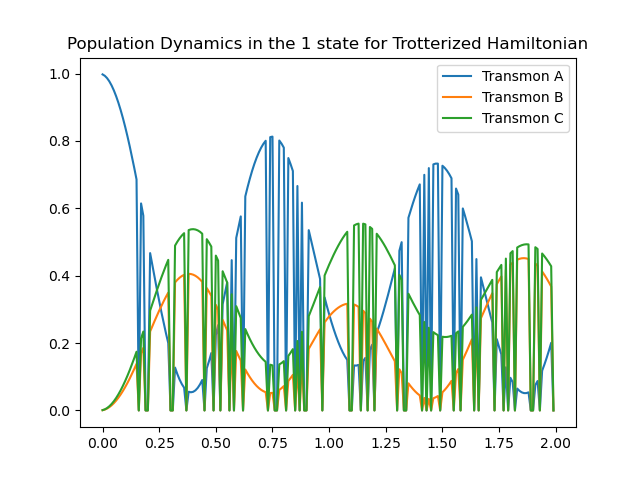 Population Dynamics in the 1 state for Trotterized Hamiltonian
Transmon A
Transmon B
Transmon C
1.0
0.8
0.6
0.4
0.2
0.0
0.00 0.25 0.50 0.75 1.00 1.25 1.50 1.75 2.00